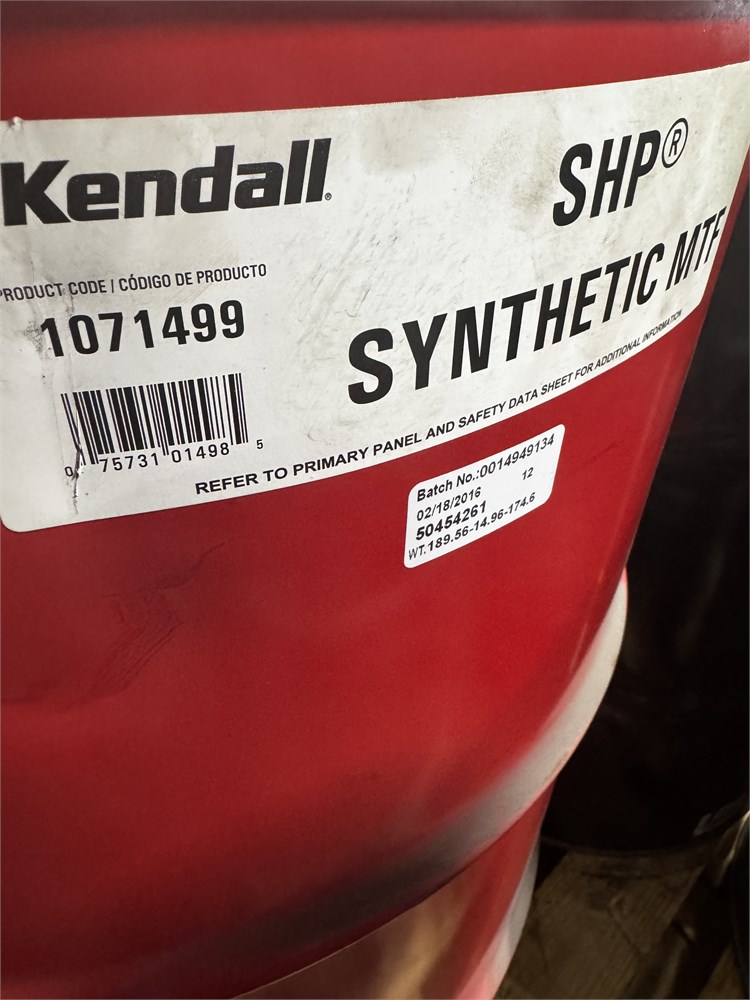 Kendall®
SHP®
SYNTHETIC MTF
PRODUCT CODE / CÓDIGO DE PRODUCTO
1071499
0 75731 01498 5
REFER TO PRIMARY PANEL AND SAFETY DATA SHEET FOR ADDITIONAL INFORMATION
Batch No.:0014949134
02/18/2016 12
50454261
WT.189.56-14.96-174.6